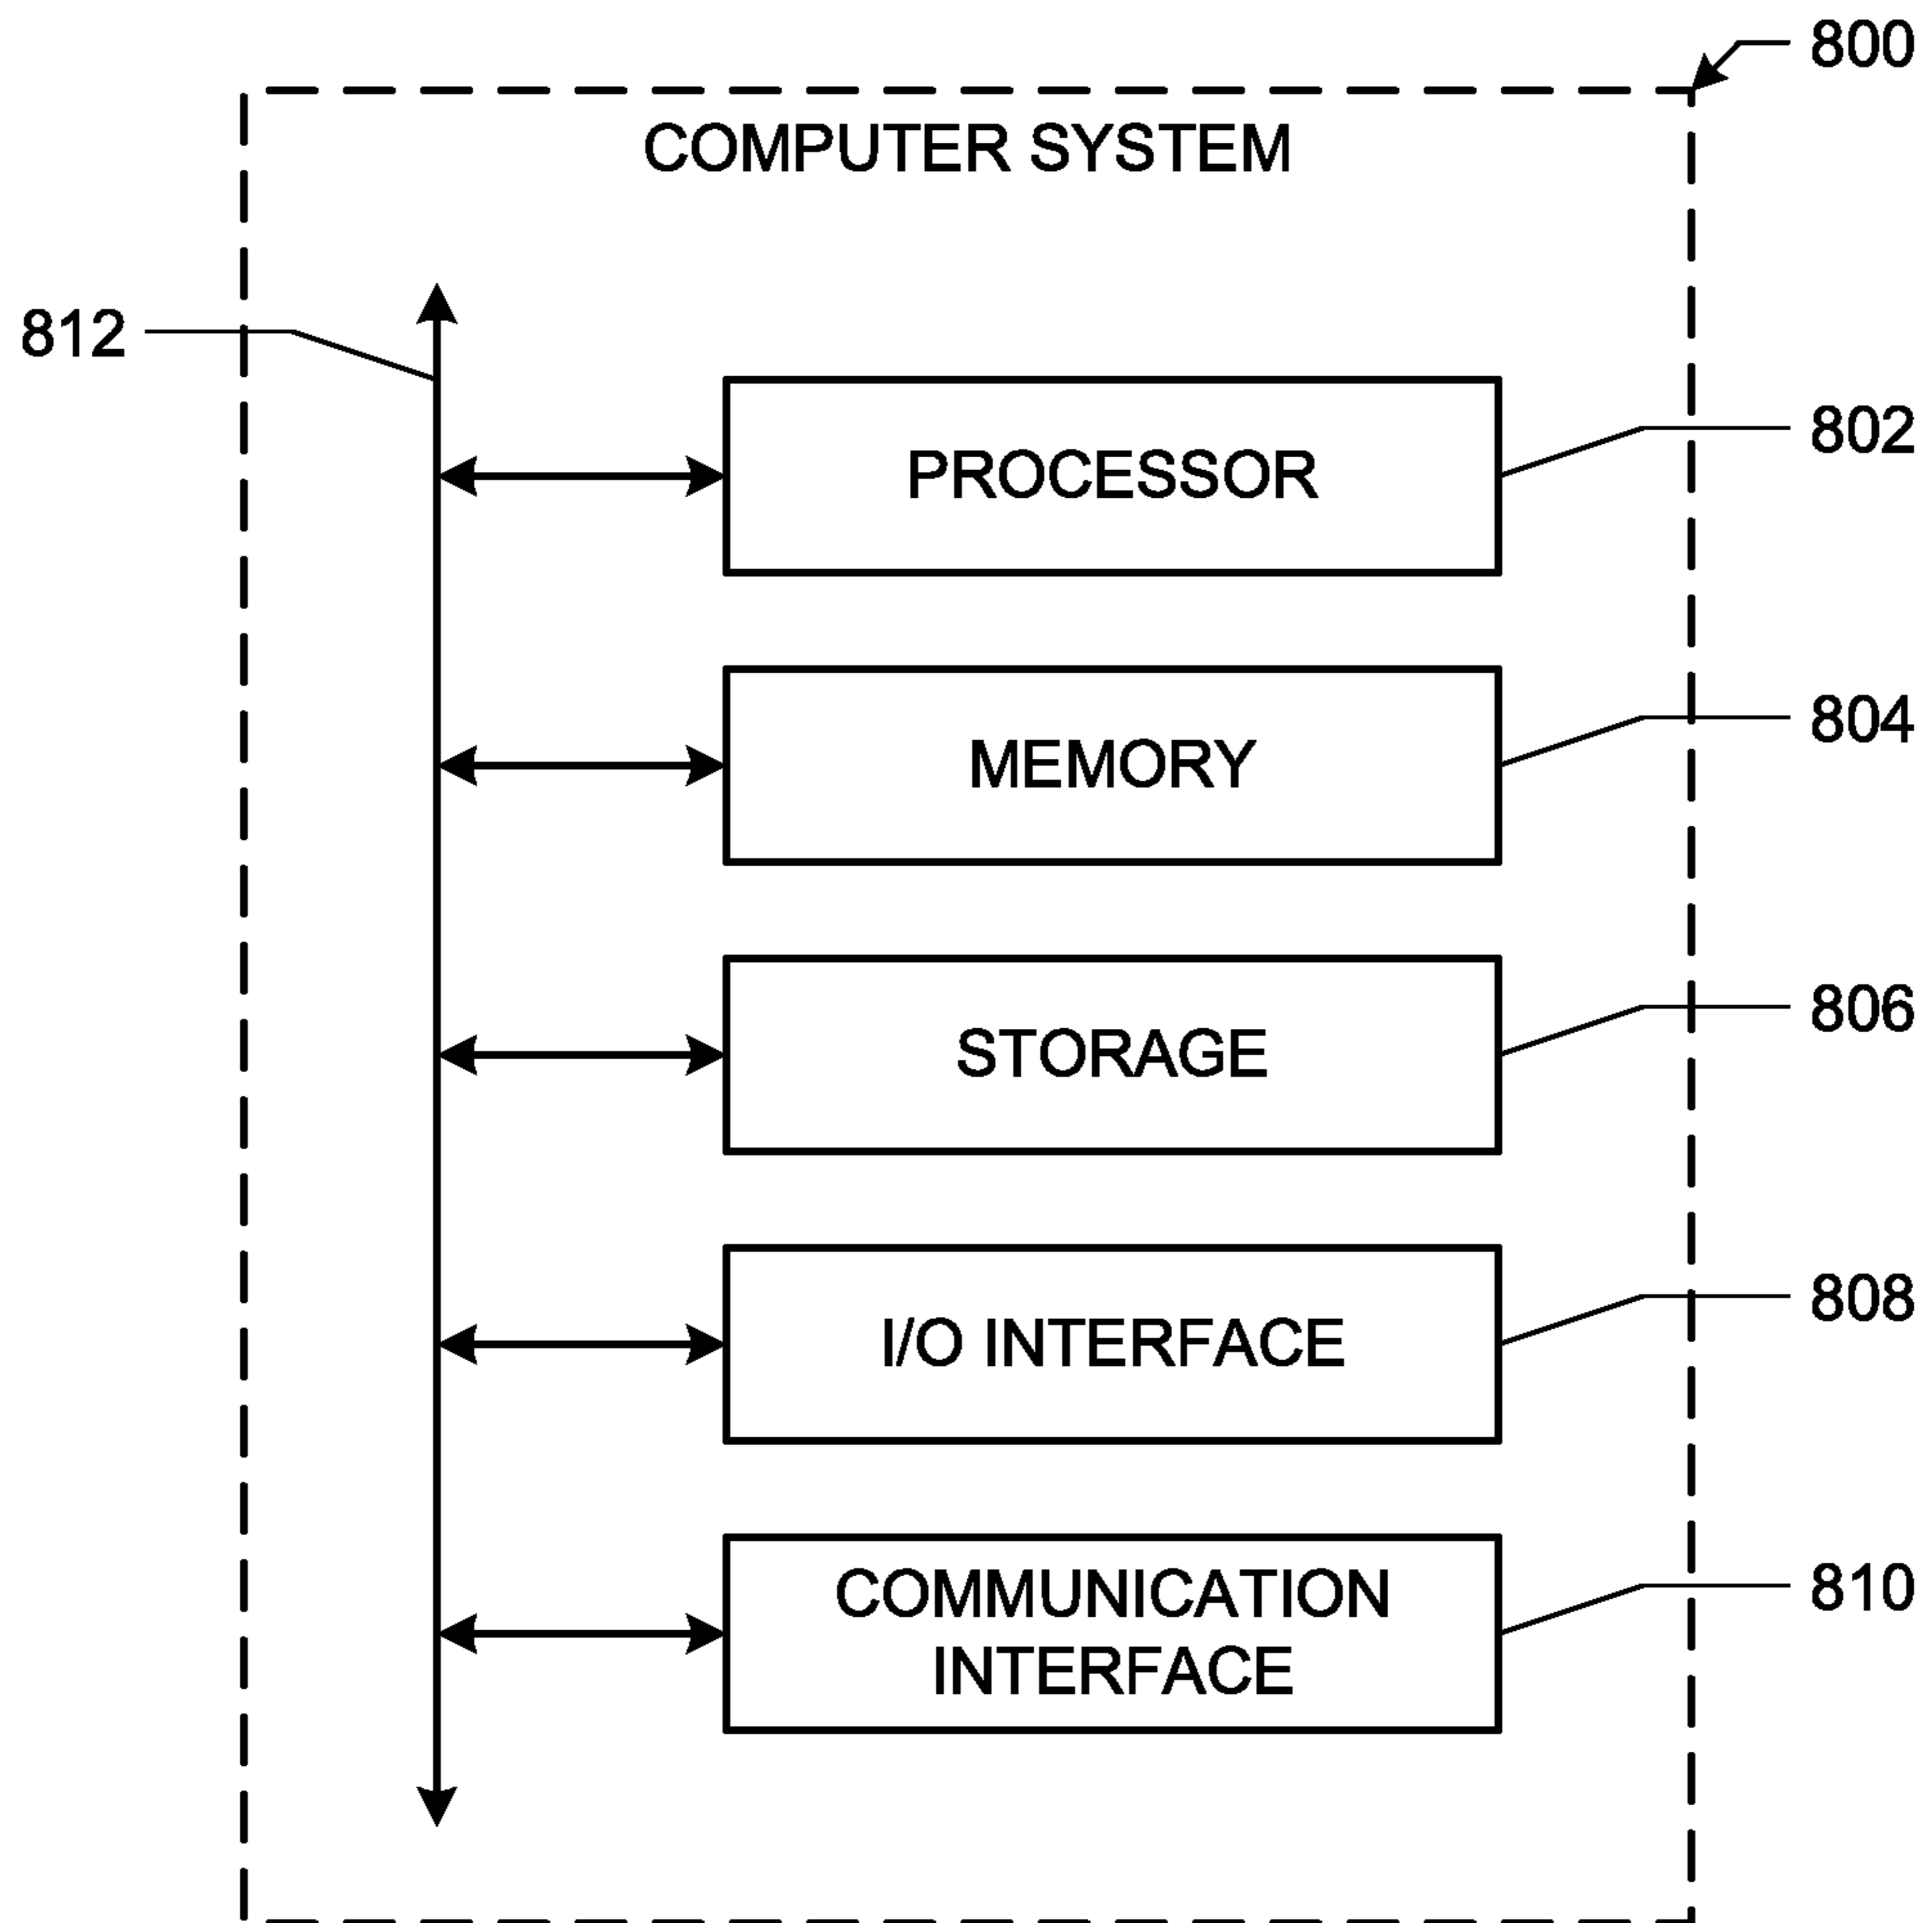 800
COMPUTER SYSTEM
812
802
PROCESSOR
804
MEMORY
806
STORAGE
808
I/O INTERFACE
810
COMMUNICATION
INTERFACE